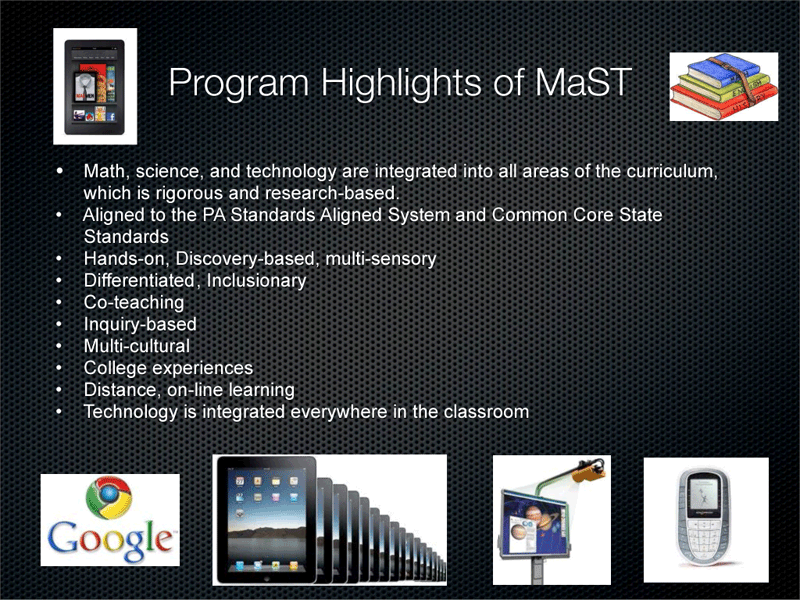 Program Highlights of MaST
• Math, science, and technology are integrated into all areas of the curriculum,
which is rigorous and research-based.
• Aligned to the PA Standards Aligned System and Common Core State
Standards
• Hands-on, Discovery-based, multi-sensory
• Differentiated, Inclusionary
• Co-teaching
• Inquiry-based
• Multi-cultural
• College experiences
• Distance, on-line learning
• Technology is integrated everywhere in the classroom
Google